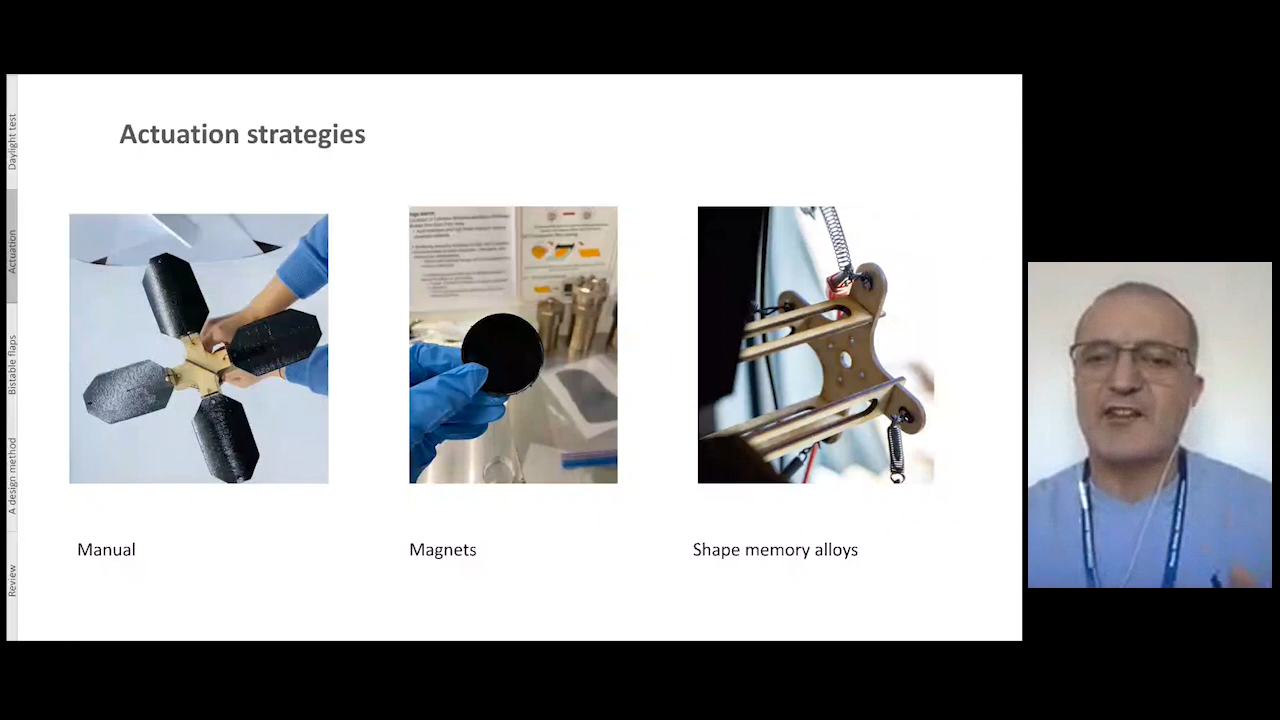 Actuation strategies
Manual
Magnets
Shape memory alloys
Daylight test
Actuation
Bistable flaps
A design method
Review